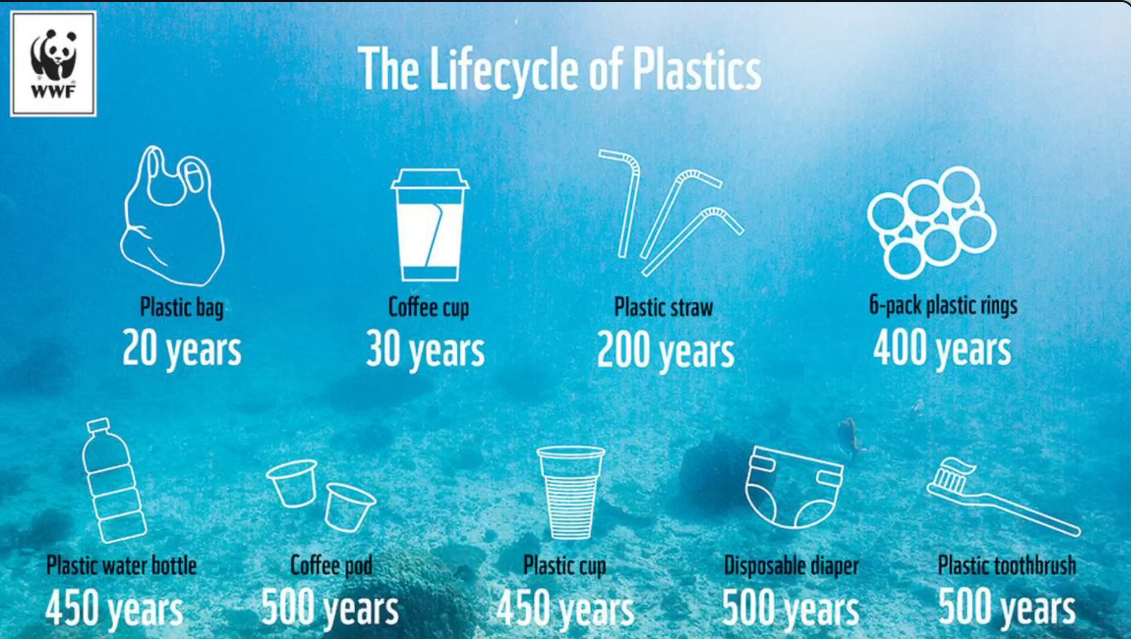 WWF
The Lifecycle of Plastics
Plastic bag
20 years
Coffee cup
30 years
Plastic straw
200 years
6-pack plastic rings
400 years
Plastic water bottle
450 years
Coffee pod
500 years
Plastic cup
450 years
Disposable diaper
500 years
Plastic toothbrush
500 years